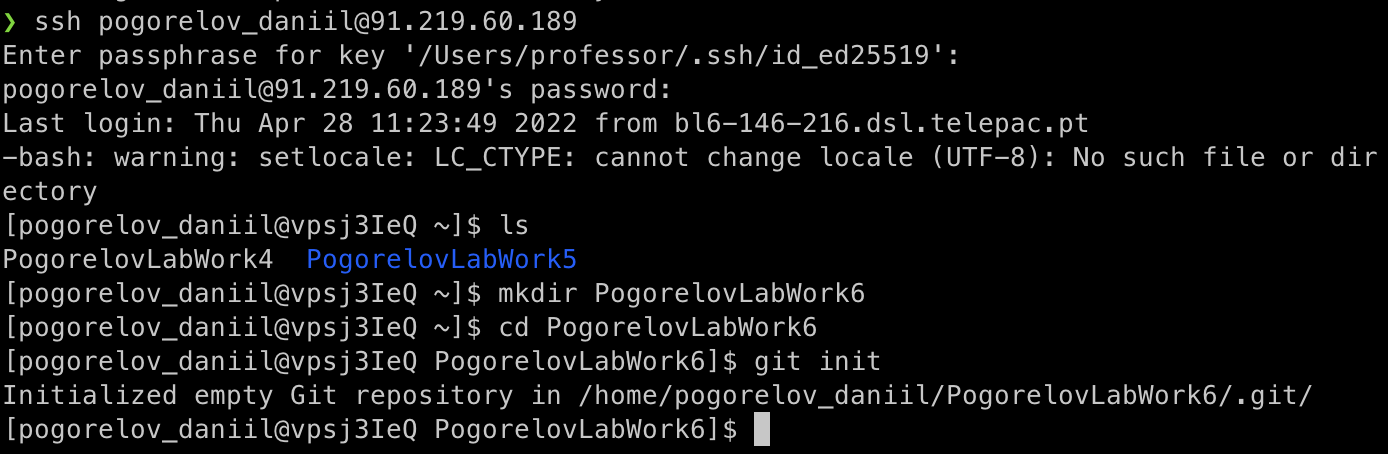 ❯ ssh pogorelov_daniil@91.219.60.189
Enter passphrase for key '/Users/professor/.ssh/id_ed25519':
pogorelov_daniil@91.219.60.189's password:
Last login: Thu Apr 28 11:23:49 2022 from bl6-146-216.dsl.telepac.pt
-bash: warning: setlocale: LC_CTYPE: cannot change locale (UTF-8): No such file or dir
ectory
[pogorelov_daniil@vpsj3IeQ ~]$ ls
PogorelovLabWork4  PogorelovLabWork5
[pogorelov_daniil@vpsj3IeQ ~]$ mkdir PogorelovLabWork6
[pogorelov_daniil@vpsj3IeQ ~]$ cd PogorelovLabWork6
[pogorelov_daniil@vpsj3IeQ PogorelovLabWork6]$ git init
Initialized empty Git repository in /home/pogorelov_daniil/PogorelovLabWork6/.git/
[pogorelov_daniil@vpsj3IeQ PogorelovLabWork6]$